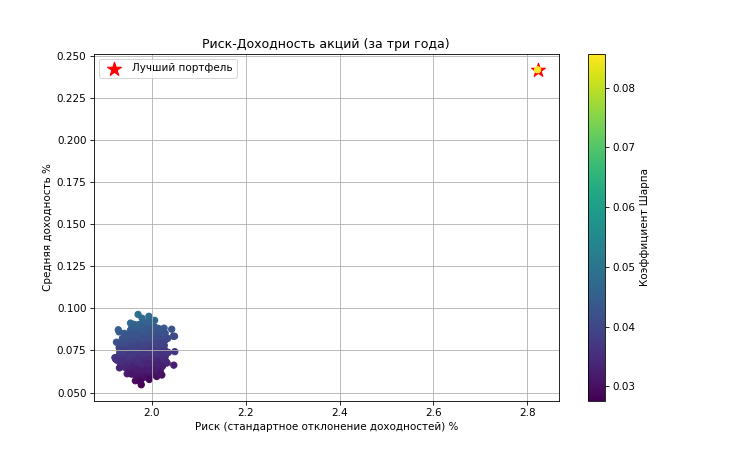 Риск-Доходность акций (за три года)
Лучший портфель
0.250
0.225
0.200
0.175
0.150
0.125
0.100
0.075
0.050
Средняя доходность %
2.0 2.2 2.4 2.6 2.8
Риск (стандартное отклонение доходностей) %
0.08
0.07
0.06
0.05
0.04
0.03
Коэффициент Шарпа